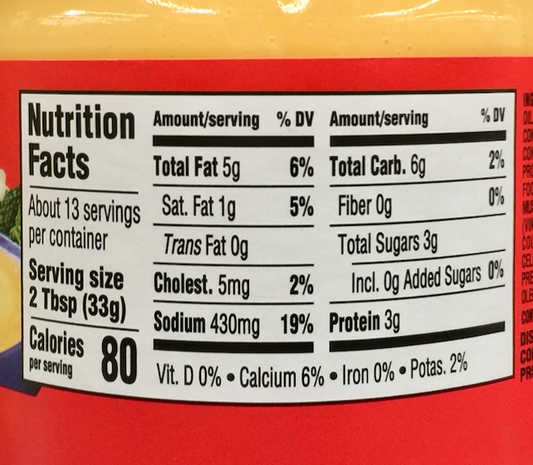 Nutrition
Facts
About 13 servings
per container
Serving size
2 Tbsp (33g)
Calories
per serving
80
Amount/serving % DV
Total Fat 5g 6%
Sat. Fat 1g 5%
Trans Fat 0g
Cholest. 5mg 2%
Sodium 430mg 19%
Amount/serving % DV
Total Carb. 6g 2%
Fiber 0g 0%
Total Sugars 3g
Incl. 0g Added Sugars 0%
Protein 3g
Vit. D 0% • Calcium 6% • Iron 0% • Potas. 2%